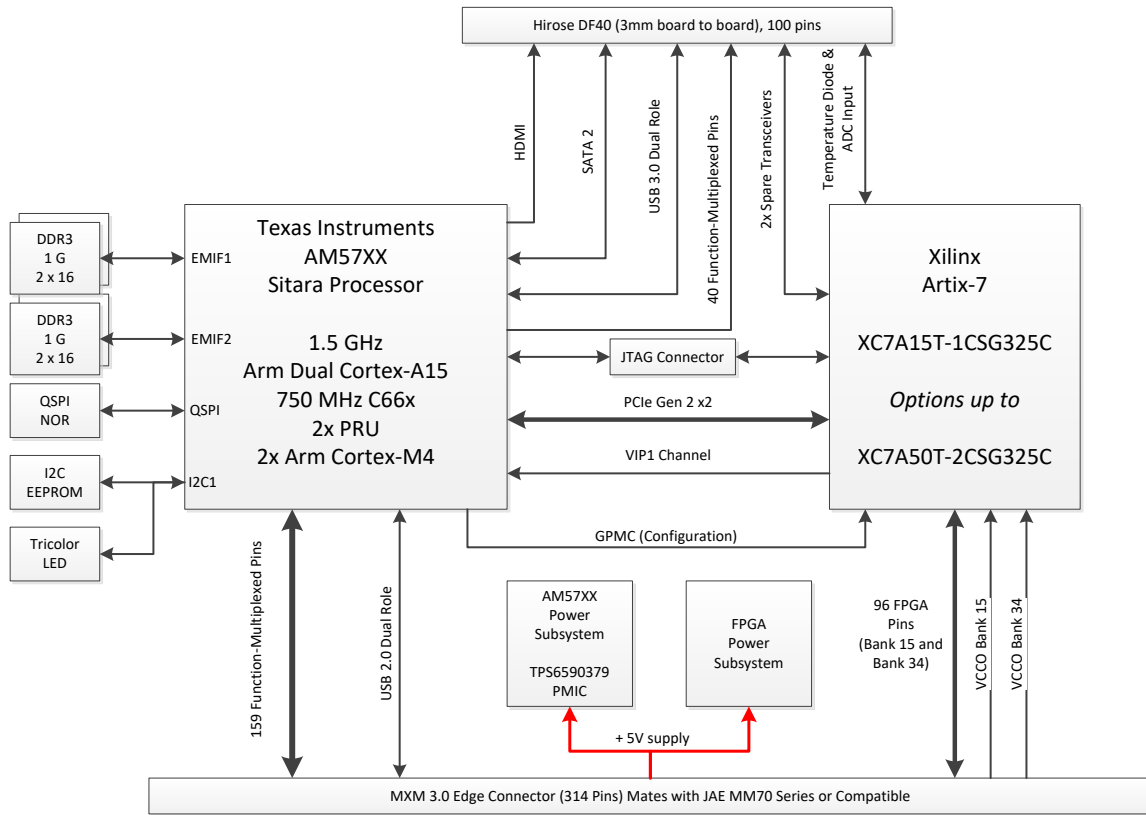 Hirose DF40 (3mm board to board), 100 pins
HDMI
SATA 2
USB 3.0 Dual Role
40 Function-Multiplexed Pins
2x Spare Transceivers
Temperature Diode &
ADC Input
DDR3
1 G
2 x 16
DDR3
1 G
2 x 16
QSPI
NOR
I2C
EEPROM
Tricolor
LED
EMIF1
EMIF2
QSPI
I2C1
Texas Instruments
AM57XX
Sitara Processor
1.5 GHz
Arm Dual Cortex-A15
750 MHz C66x
2x PRU
2x Arm Cortex-M4
JTAG Connector
PCIe Gen 2 x2
VIP1 Channel
GPMC (Configuration)
Xilinx
Artix-7
XC7A15T-1CSG325C
Options up to
XC7A50T-2CSG325C
159 Function-Multiplexed Pins
USB 2.0 Dual Role
AM57XX
Power
Subsystem
TPS6590379
PMIC
FPGA
Power
Subsystem
+ 5V supply
96 FPGA
Pins
(Bank 15 and
Bank 34)
VCCO Bank 15
VCCO Bank 34
MXM 3.0 Edge Connector (314 Pins) Mates with JAE MM70 Series or Compatible